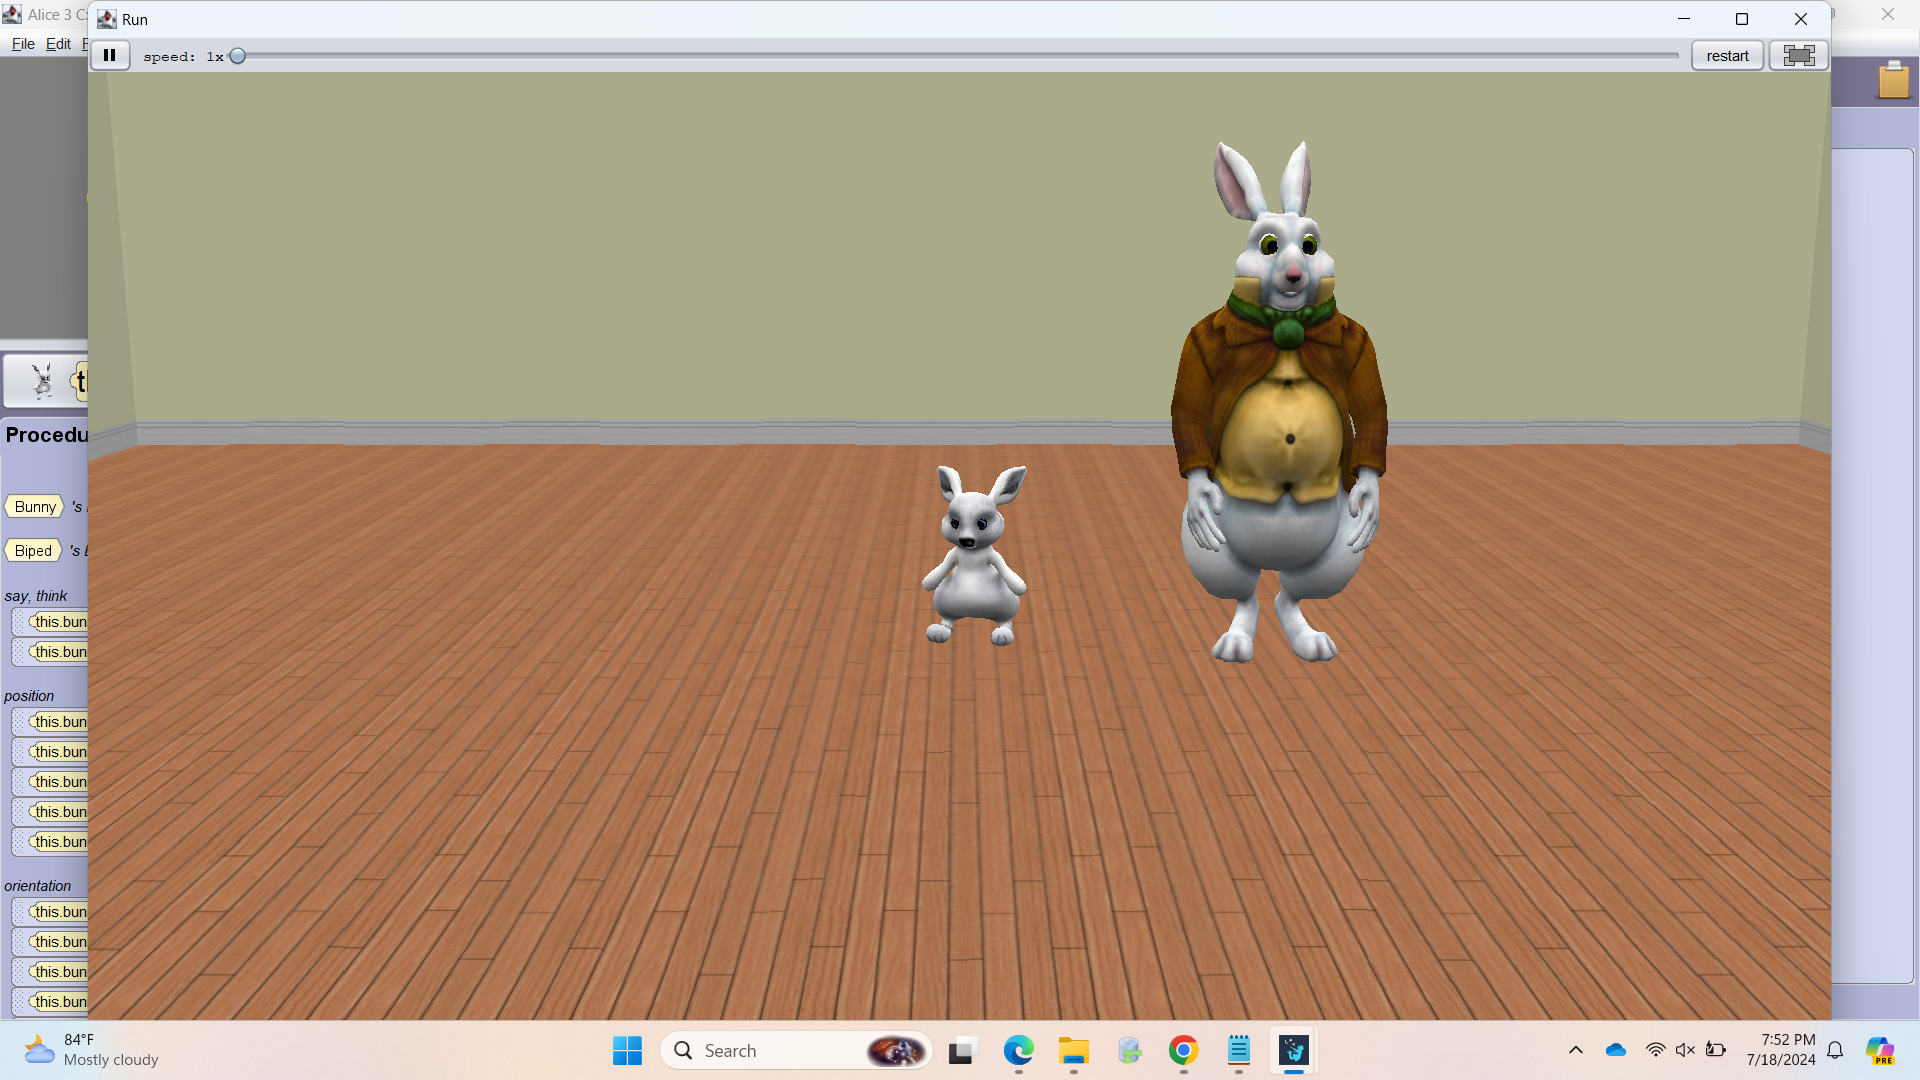 Alice 3 C
Run
File Edit
speed: 1x
restart
Procedu
Bunny 's
Biped 's
say, think
this.bun
this.bun
position
this.bun
this.bun
this.bun
this.bun
this.bun
orientation
this.bun
this.bun
this.bun
this.bun
84°F
Mostly cloudy
Search
7:52 PM
7/18/2024
PRE